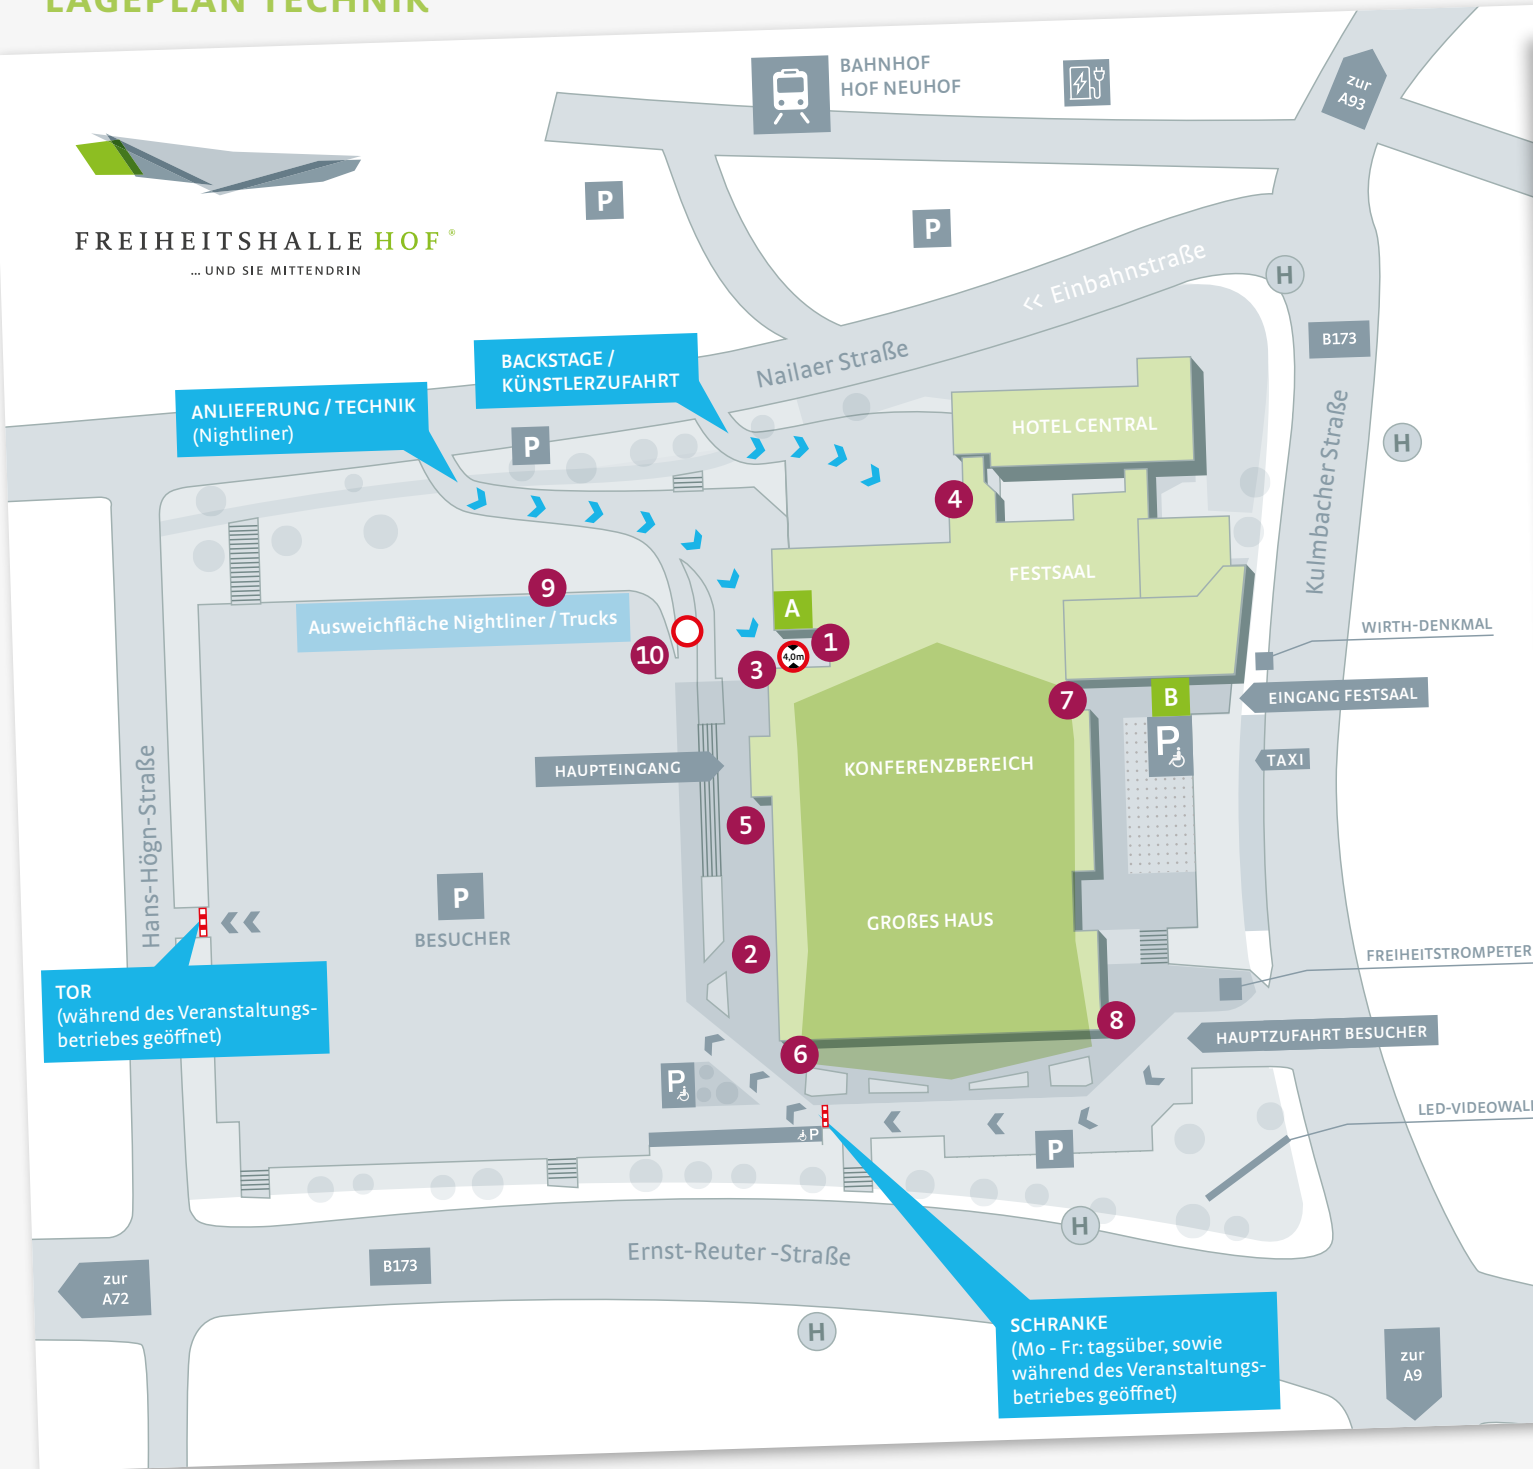 LAGEPLAN TECHNIK
BAHNHOF
HOF NEUHOF
zur
A93
P
P
FREIHEITSHALLE HOF ®
... UND SIE MITTENDRIN
<< Einbahnstraße
H
B173
Nailaer Straße
BACKSTAGE /
KÜNSTLERZUFAHRT
ANLIEFERUNG / TECHNIK
(Nightliner)
P
HOTEL CENTRAL
H
Kulmbacher Straße
4
FESTSAAL
9
Ausweichfläche Nightliner / Trucks
A
10
1
4,0m
3
WIRTH-DENKMAL
7
B
EINGANG FESTSAAL
P
TAXI
HAUPTEINGANG
KONFERENZBEREICH
Hans-Högn-Straße
5
P
BESUCHER
GROßES HAUS
2
FREIHEITSTROMPETER
TOR
(während des Veranstaltungs-
betriebes geöffnet)
8
HAUPTZUFAHRT BESUCHER
6
P
LED-VIDEOWALL
P
P
H
Ernst-Reuter -Straße
B173
zur
A72
SCHRANKE
(Mo - Fr: tagsüber, sowie
während des Veranstaltungs-
betriebes geöffnet)
H
zur
A9